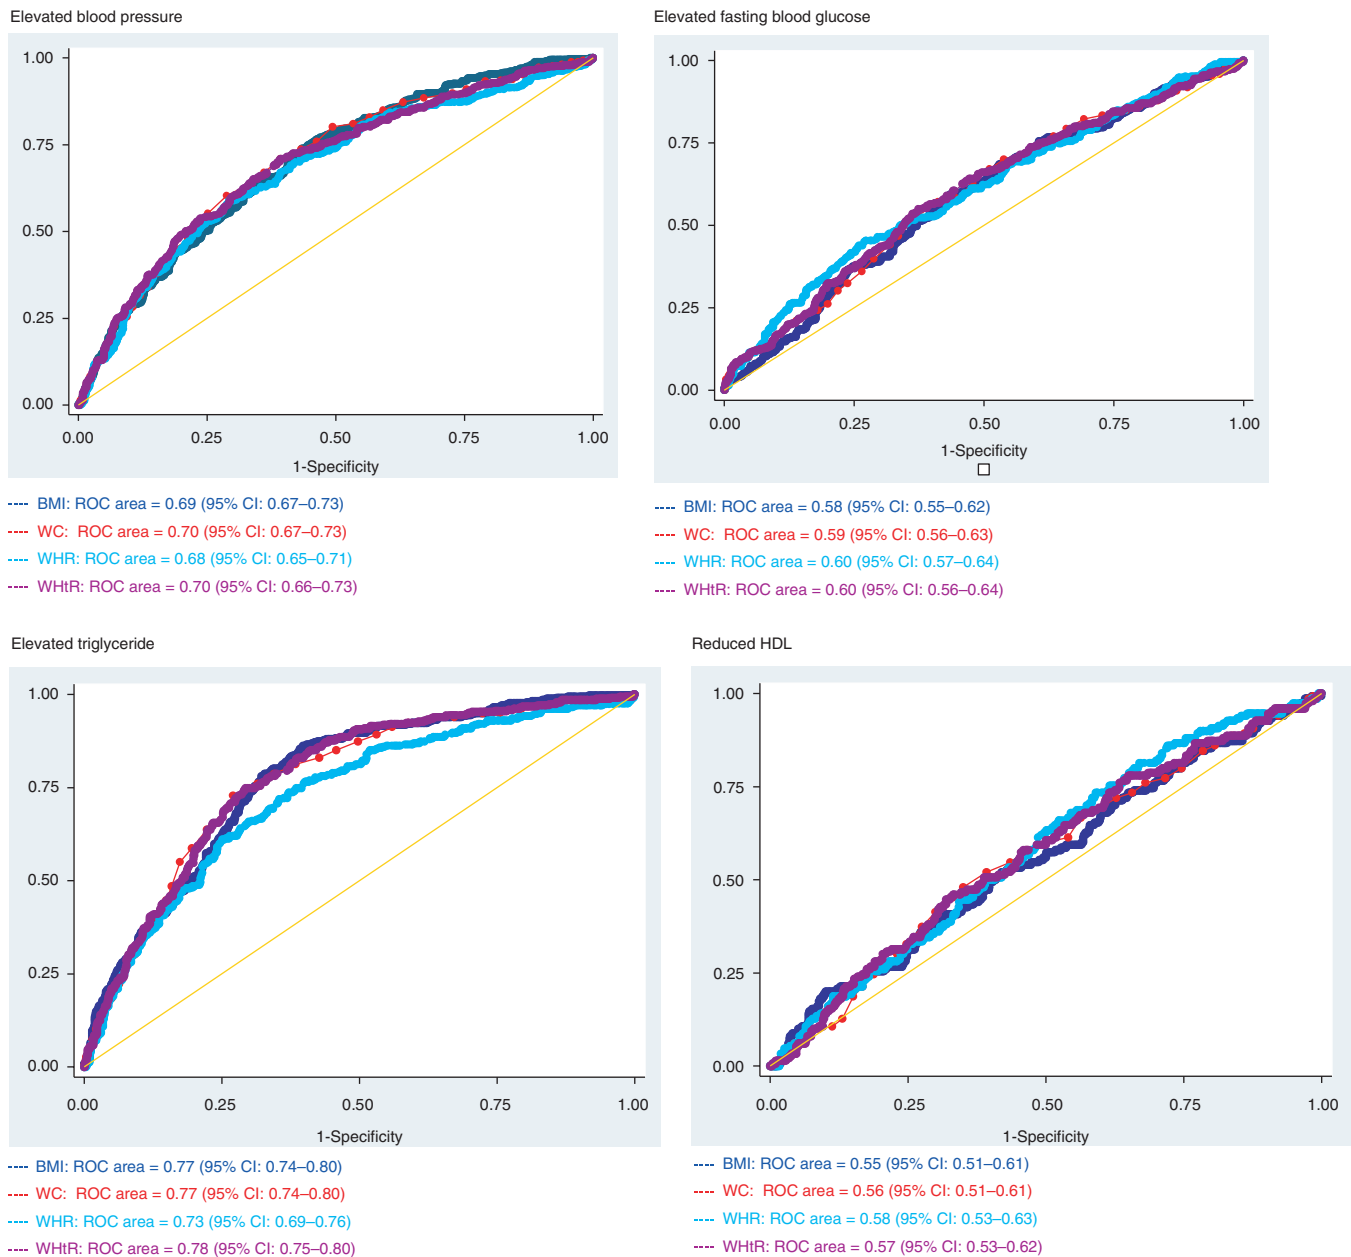 Elevated blood pressure
1.00
0.75
0.50
0.25
0.00
0.00 0.25 0.50 0.75 1.00
1-Specificity
---- BMI: ROC area = 0.69 (95% CI: 0.67–0.73)
---- WC: ROC area = 0.70 (95% CI: 0.67–0.73)
---- WHR: ROC area = 0.68 (95% CI: 0.65–0.71)
---- WHtR: ROC area = 0.70 (95% CI: 0.66–0.73)
Elevated fasting blood glucose
1.00
0.75
0.50
0.25
0.00
0.00 0.25 0.50 0.75 1.00
1-Specificity
---- BMI: ROC area = 0.58 (95% CI: 0.55–0.62)
---- WC: ROC area = 0.59 (95% CI: 0.56–0.63)
---- WHR: ROC area = 0.60 (95% CI: 0.57–0.64)
---- WHtR: ROC area = 0.60 (95% CI: 0.56–0.64)
Elevated triglyceride
1.00
0.75
0.50
0.25
0.00
0.00 0.25 0.50 0.75 1.00
1-Specificity
---- BMI: ROC area = 0.77 (95% CI: 0.74–0.80)
---- WC: ROC area = 0.77 (95% CI: 0.74–0.80)
---- WHR: ROC area = 0.73 (95% CI: 0.69–0.76)
---- WHtR: ROC area = 0.78 (95% CI: 0.75–0.80)
Reduced HDL
1.00
0.75
0.50
0.25
0.00
0.00 0.25 0.50 0.75 1.00
1-Specificity
---- BMI: ROC area = 0.55 (95% CI: 0.51–0.61)
---- WC: ROC area = 0.56 (95% CI: 0.51–0.61)
---- WHR: ROC area = 0.58 (95% CI: 0.53–0.63)
---- WHtR: ROC area = 0.57 (95% CI: 0.53–0.62)